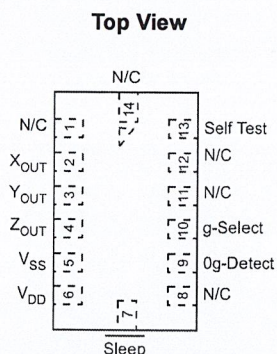 Top View
N/C
14
N/C 1 13 Self Test
XOUT 2 12 N/C
YOUT 3 11 N/C
ZOUT 4 10 g-Select
VSS 5 9 0g-Detect
VDD 6 8 N/C
7
Sleep